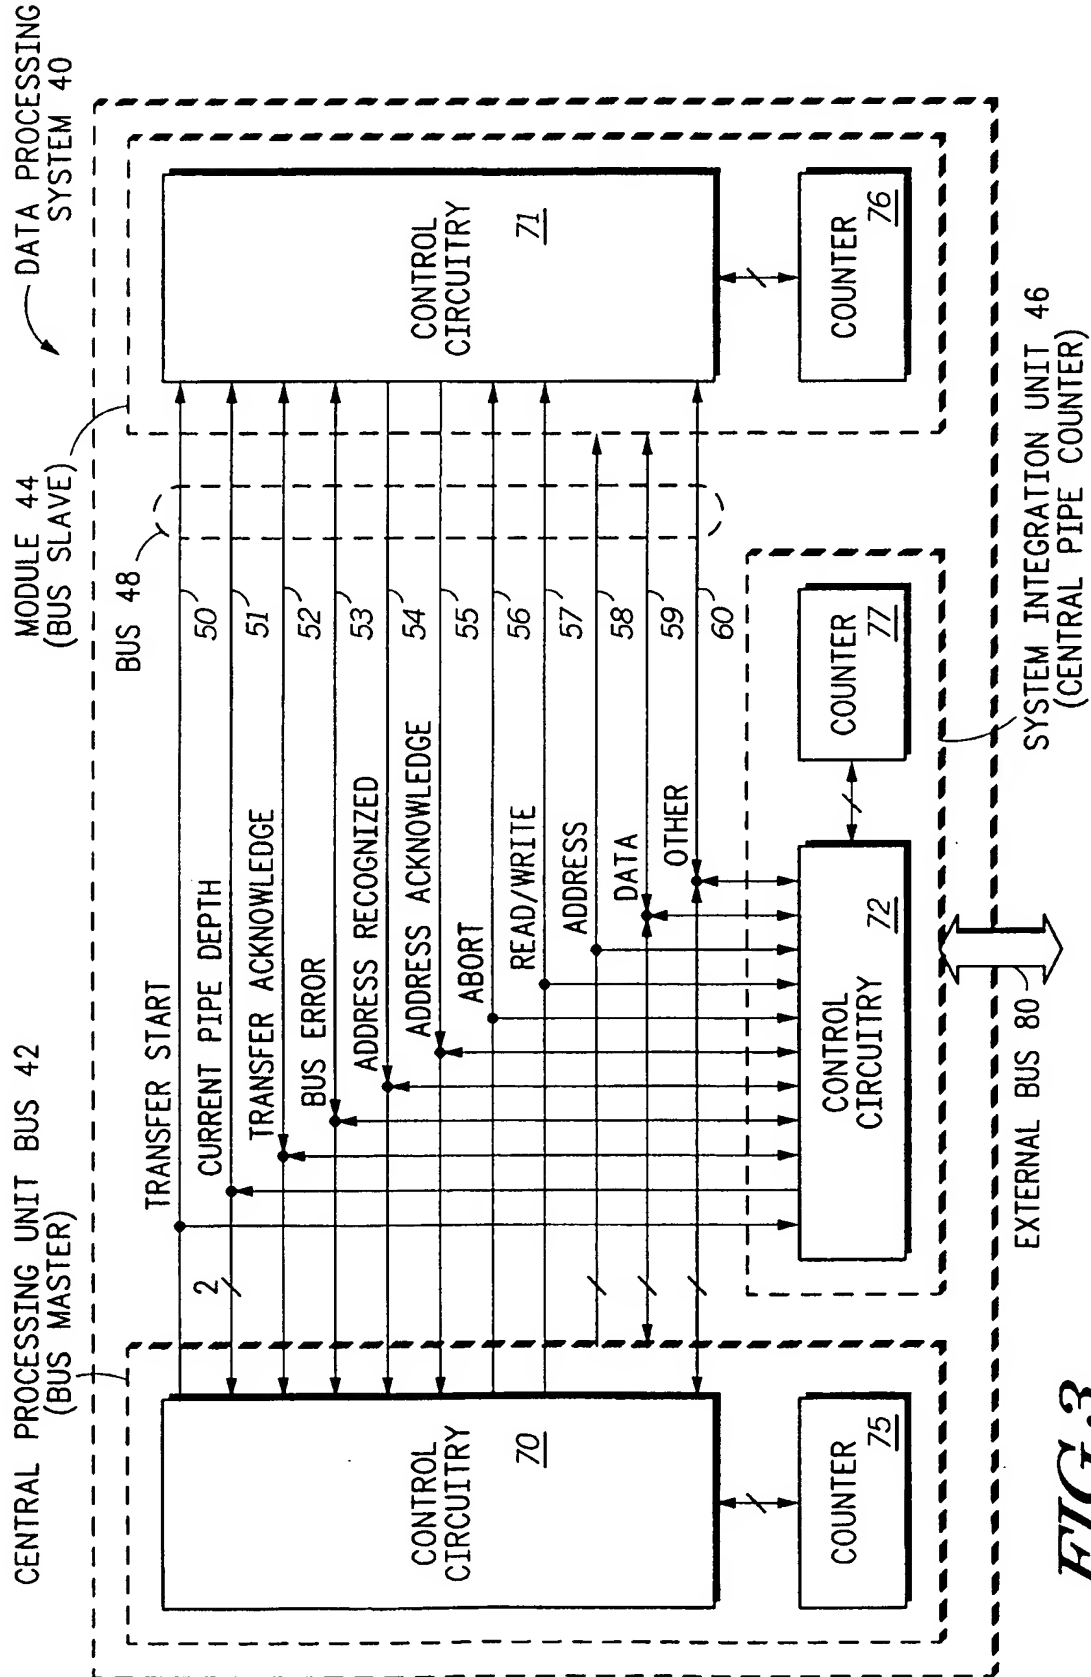 DATA PROCESSING
SYSTEM 40
CENTRAL PROCESSING UNIT BUS 42
(BUS MASTER)
MODULE 44
(BUS SLAVE)
BUS 48
TRANSFER START
50
2
CURRENT PIPE DEPTH
51
TRANSFER ACKNOWLEDGE
52
BUS ERROR
53
ADDRESS RECOGNIZED
54
ADDRESS ACKNOWLEDGE
55
ABORT
56
READ/WRITE
57
ADDRESS
58
DATA
59
OTHER
60
CONTROL
CIRCUITRY
70
CONTROL
CIRCUITRY
71
COUNTER
75
CONTROL
CIRCUITRY
72
COUNTER
77
COUNTER
76
EXTERNAL BUS 80
SYSTEM INTEGRATION UNIT 46
(CENTRAL PIPE COUNTER)
FIG.3